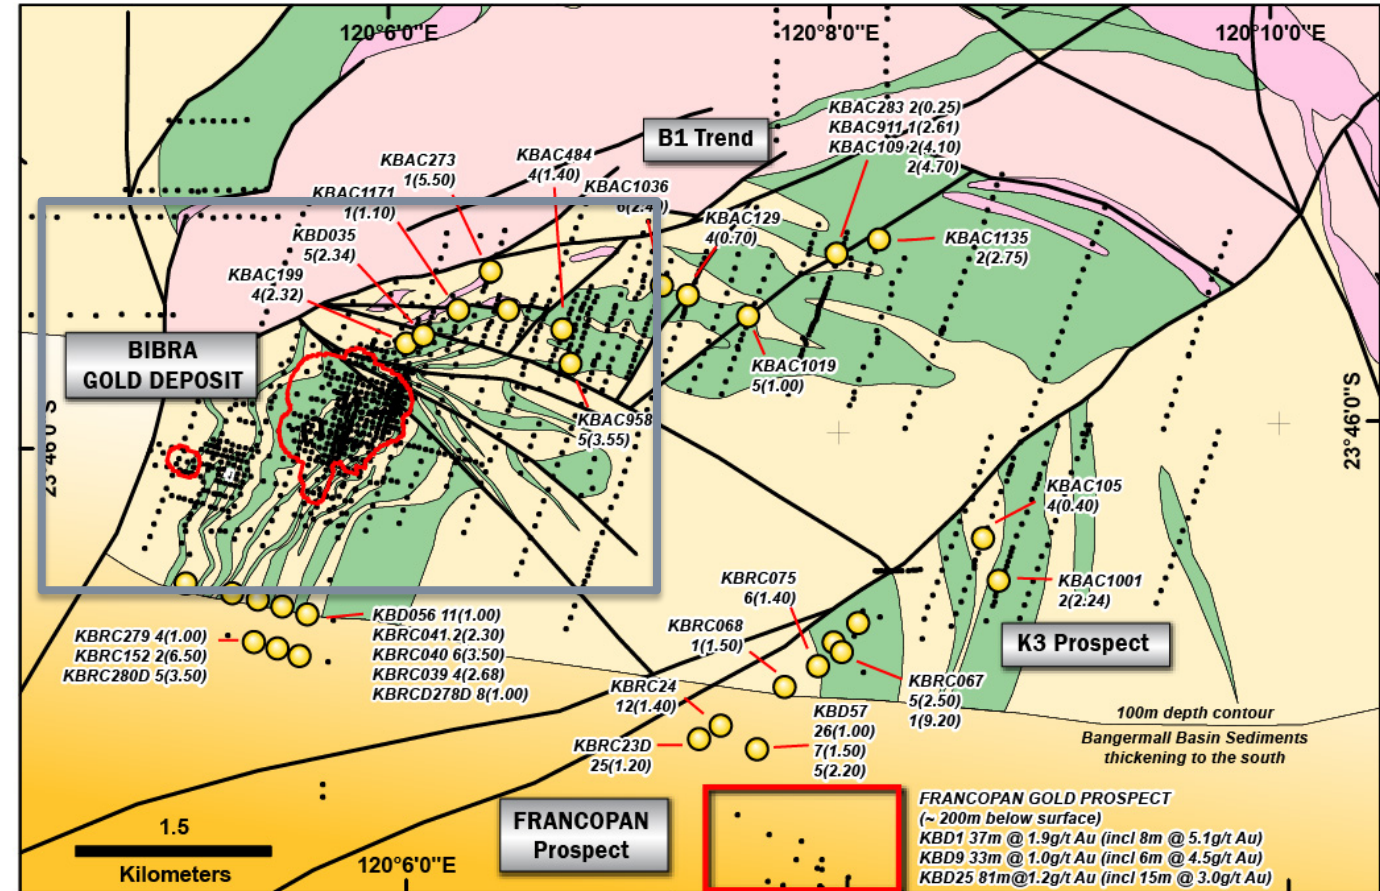 120°6'0"E
120°8'0"E
120°10'0"E
KBAC283 2(0.25)
KBAC911 1(2.61)
KBAC109 2(4.10)
2(4.70)
B1 Trend
KBAC273
1(5.50)
KBAC484
4(1.40)
KBAC1171
1(1.10)
KBAC1036
6(2.40)
KBAC129
4(0.70)
KBD035
5(2.34)
KBAC1135
2(2.75)
KBAC199
4(2.32)
BIBRA
GOLD DEPOSIT
KBAC1019
5(1.00)
KBAC958
5(3.55)
23°46'0"S
23°46'0"S
KBAC105
4(0.40)
KBRC075
6(1.40)
KBAC1001
2(2.24)
KBRC068
1(1.50)
KBD056 11(1.00)
KBRC041 2(2.30)
KBRC040 6(3.50)
KBRC039 4(2.68)
KBRCD278D 8(1.00)
KBRC279 4(1.00)
KBRC152 2(6.50)
KBRC280D 5(3.50)
K3 Prospect
KBRC067
5(2.50)
1(9.20)
KBRC24
12(1.40)
KBRC23D
25(1.20)
KBD57
26(1.00)
7(1.50)
5(2.20)
100m depth contour
Bangermall Basin Sediments
thickening to the south
FRANCOPAN
Prospect
FRANCOPAN GOLD PROSPECT
(~ 200m below surface)
KBD1 37m @ 1.9g/t Au (incl 8m @ 5.1g/t Au)
KBD9 33m @ 1.0g/t Au (incl 6m @ 4.5g/t Au)
KBD25 81m@1.2g/t Au (incl 15m @ 3.0g/t Au)
1.5
Kilometers
120°6'0"E